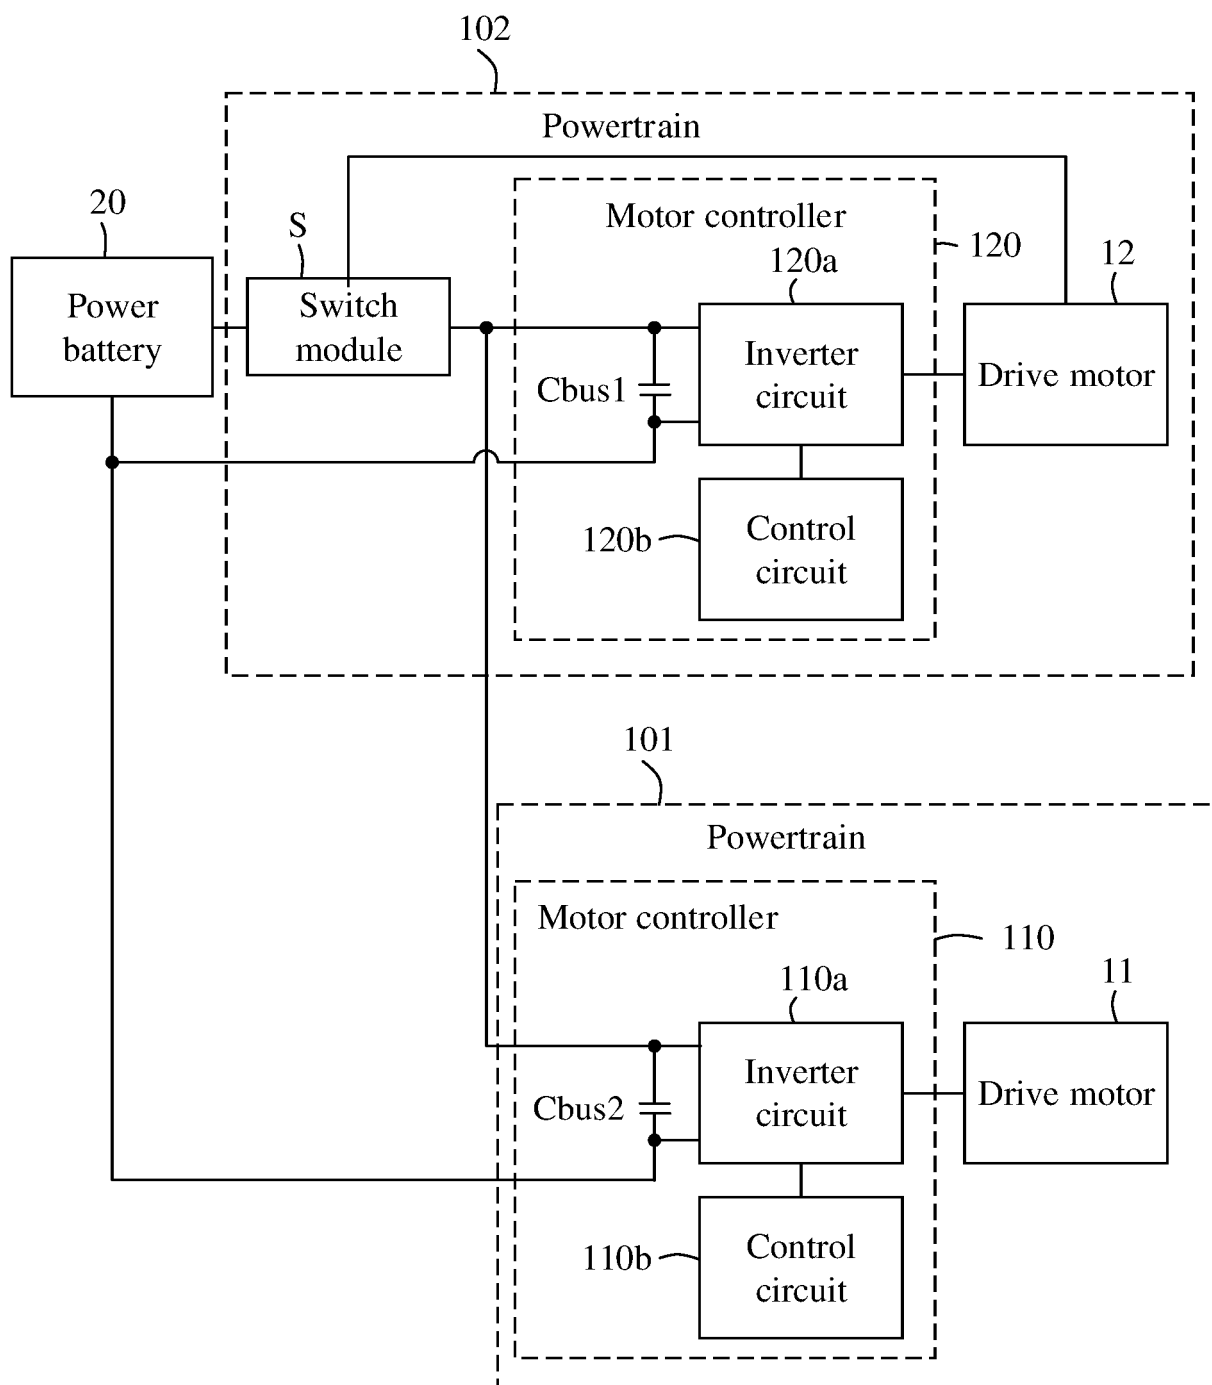 102
Powertrain
20
S
Motor controller
120
120a
12
Power
battery
Switch
module
Inverter
circuit
Drive motor
Cbus1
120b
Control
circuit
101
Powertrain
Motor controller
110
110a
11
Inverter
circuit
Drive motor
Cbus2
110b
Control
circuit